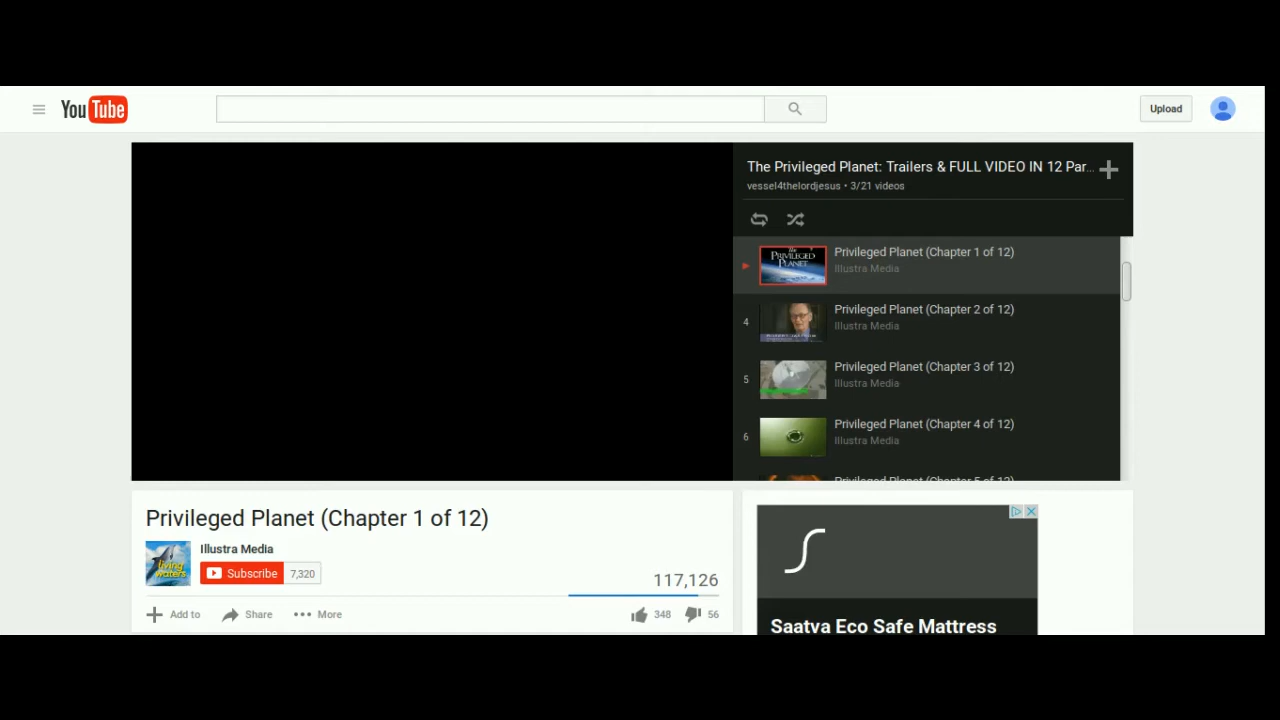 YouTube
Upload
The Privileged Planet: Trailers & FULL VIDEO IN 12 Par...
vessel4thelordjesus • 3/21 videos
Privileged Planet (Chapter 1 of 12)
Illustra Media
4
Privileged Planet (Chapter 2 of 12)
Illustra Media
5
Privileged Planet (Chapter 3 of 12)
Illustra Media
6
Privileged Planet (Chapter 4 of 12)
Illustra Media
Privileged Planet (Chapter 5 of 12)
the
PRIVILEGED
PLANET
Privileged Planet (Chapter 1 of 12)
living
waters
Illustra Media
Subscribe 7,320
117,126
Add to Share More 348 56
Saatva Eco Safe Mattress